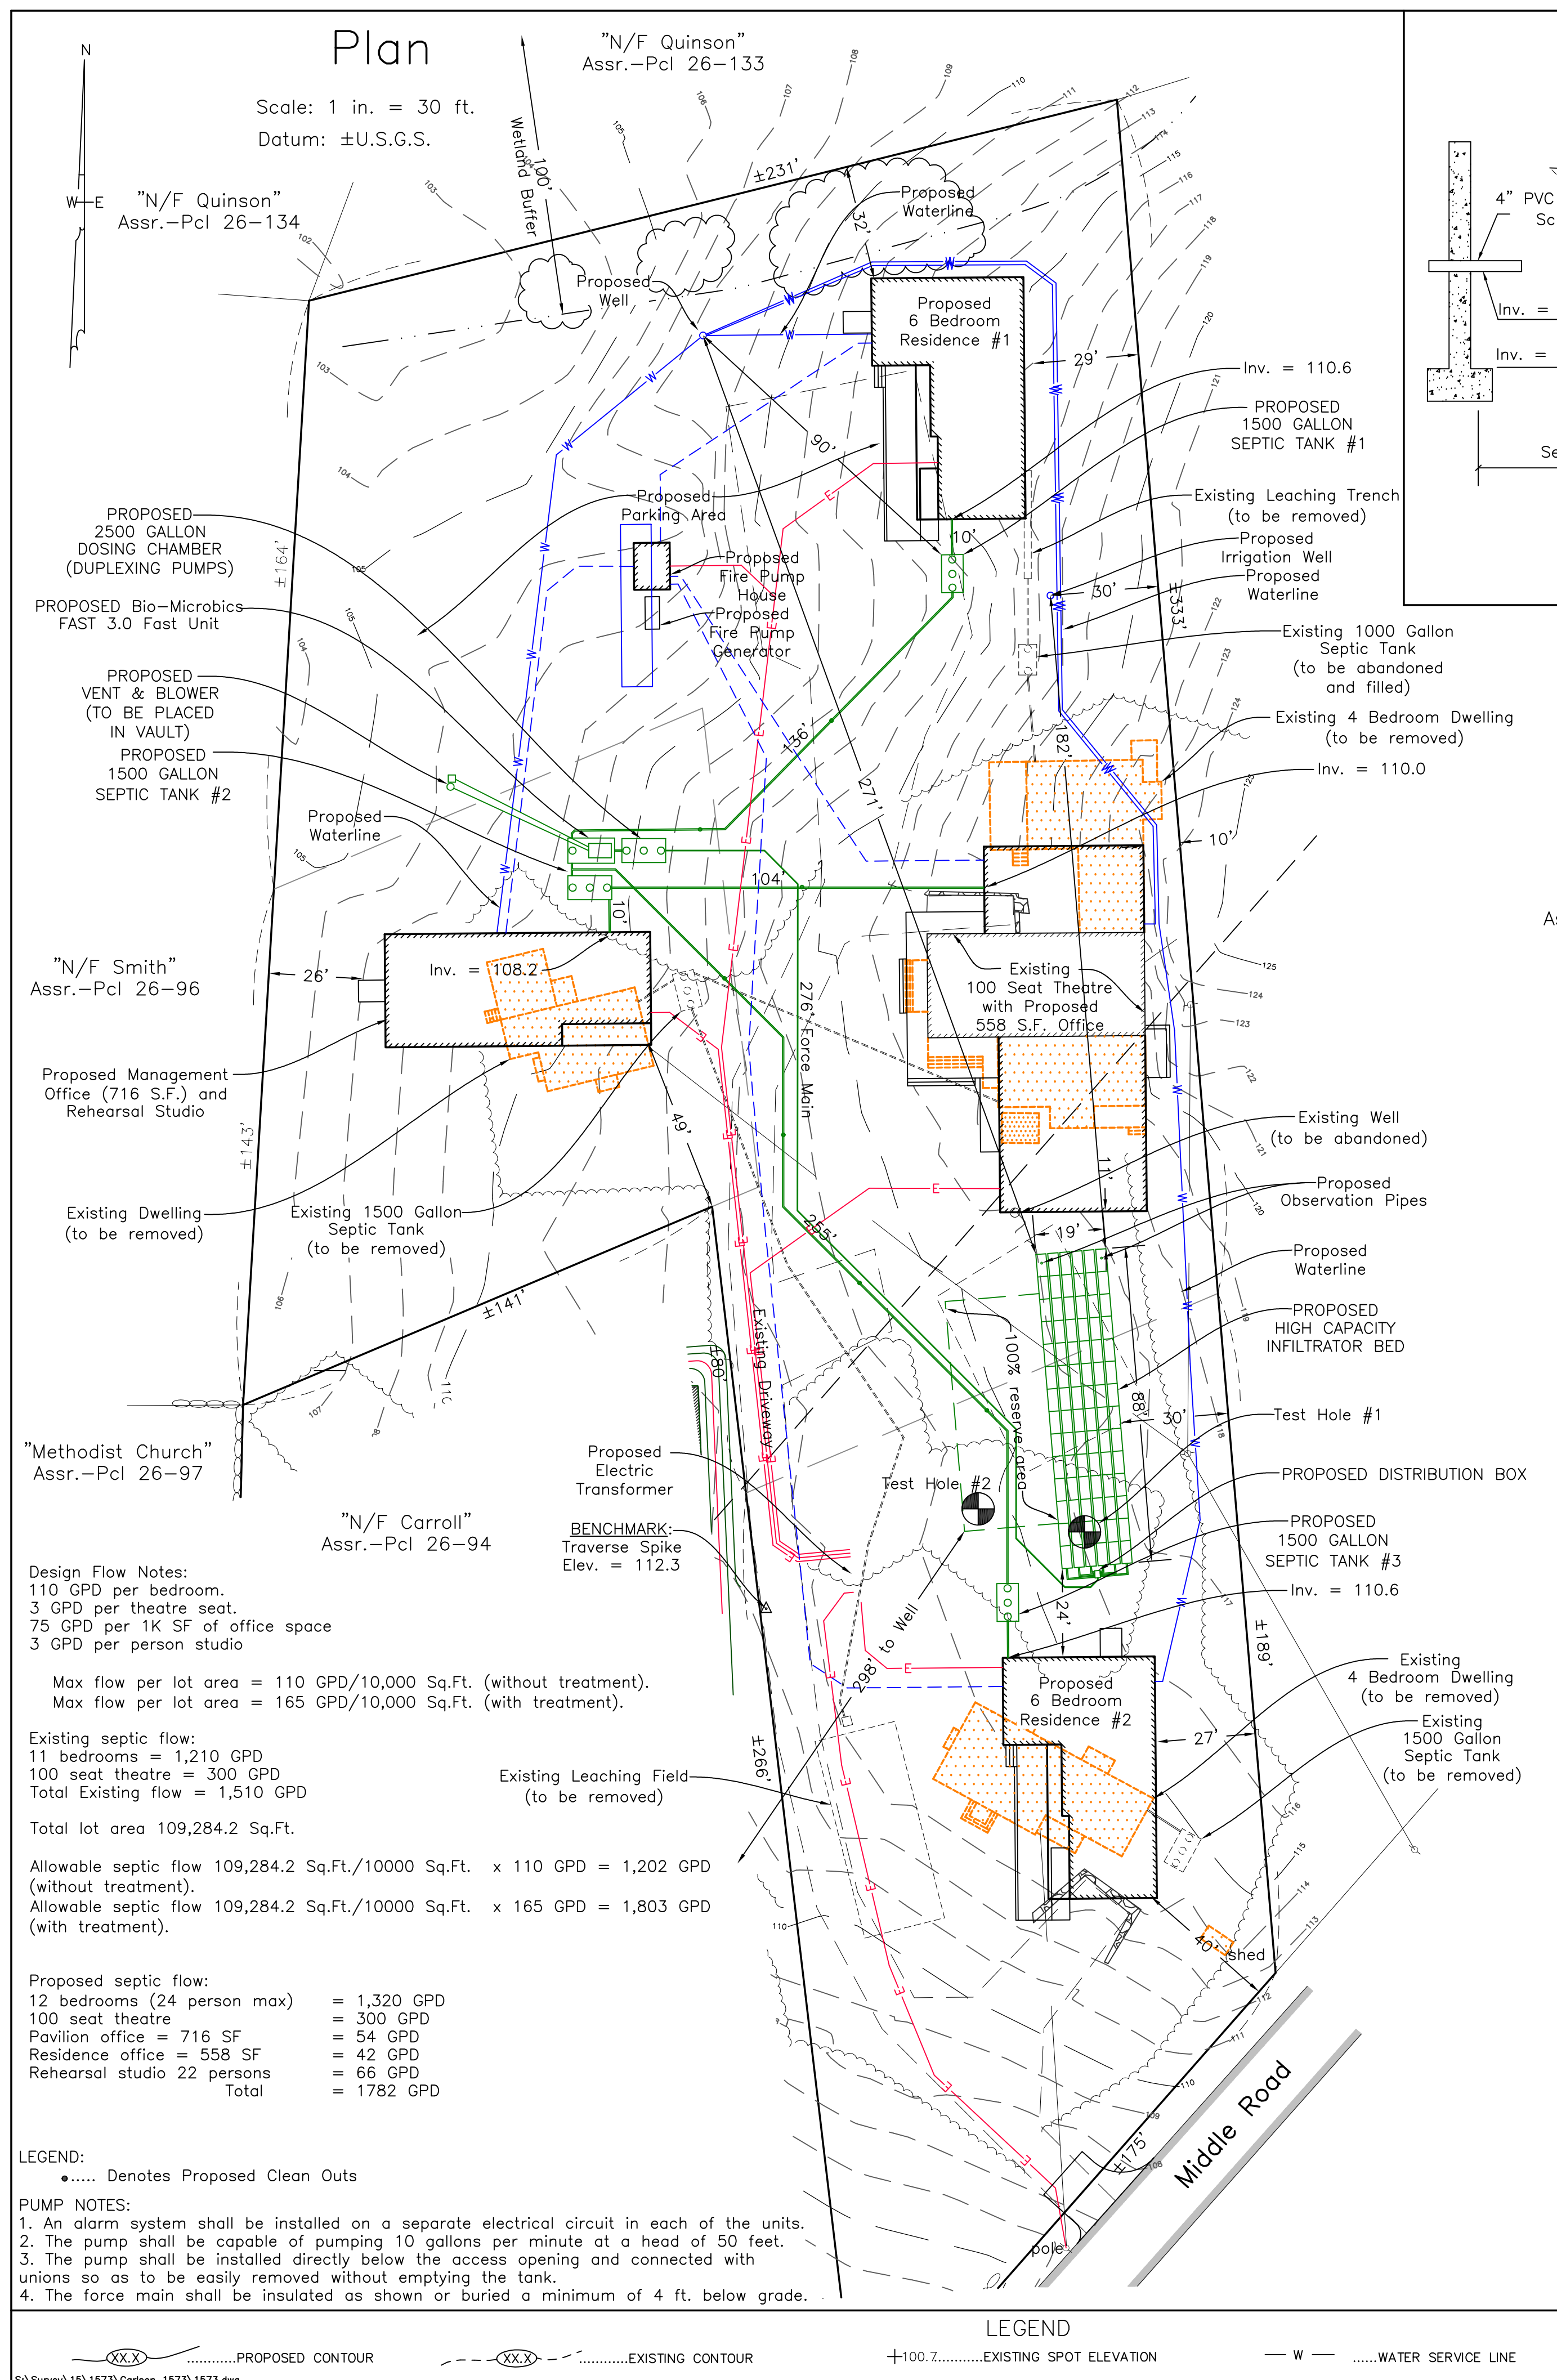 Plan
Scale: 1 in. = 30 ft.
Datum: ±U.S.G.S.
N
W
E
"N/F Quinson"
Assr.-Pcl 26-133
"N/F Quinson"
Assr.-Pcl 26-134
100'
Wetland Buffer
±231'
32'
Proposed
Waterline
Proposed
Well
Proposed
6 Bedroom
Residence #1
29'
Inv. = 110.6
PROPOSED
1500 GALLON
SEPTIC TANK #1
4" PVC
Sc
Inv. =
Inv. =
Se
90'
10'
Existing Leaching Trench
(to be removed)
Proposed
Irrigation Well
Proposed
Waterline
30'
±333'
Existing 1000 Gallon
Septic Tank
(to be abandoned
and filled)
Existing 4 Bedroom Dwelling
(to be removed)
Inv. = 110.0
10'
PROPOSED
2500 GALLON
DOSING CHAMBER
(DUPLEXING PUMPS)
PROPOSED Bio-Microbics
FAST 3.0 Fast Unit
PROPOSED
VENT & BLOWER
(TO BE PLACED
IN VAULT)
PROPOSED
1500 GALLON
SEPTIC TANK #2
Proposed
Waterline
±164'
Proposed
Parking Area
Proposed
Fire Pump
House
Proposed
Fire Pump
Generator
136'
271'
182'
104'
10'
"N/F Smith"
Assr.-Pcl 26-96
26'
Inv. = 108.2
Existing
100 Seat Theatre
with Proposed
558 S.F. Office
As
276' Force Main
Proposed Management
Office (716 S.F.) and
Rehearsal Studio
±143'
49'
Existing Dwelling
(to be removed)
Existing 1500 Gallon
Septic Tank
(to be removed)
Existing Well
(to be abandoned)
Proposed
Observation Pipes
11'
19'
Proposed
Waterline
PROPOSED
HIGH CAPACITY
INFILTRATOR BED
255'
±141'
±80'
Existing Driveway
100% reserve area
88'
30'
Test Hole #1
Test Hole #2
PROPOSED DISTRIBUTION BOX
PROPOSED
1500 GALLON
SEPTIC TANK #3
Inv. = 110.6
"Methodist Church"
Assr.-Pcl 26-97
"N/F Carroll"
Assr.-Pcl 26-94
Proposed
Electric
Transformer
BENCHMARK:
Traverse Spike
Elev. = 112.3
24'
298' to Well
±189'
Proposed
6 Bedroom
Residence #2
27'
Existing
4 Bedroom Dwelling
(to be removed)
Existing
1500 Gallon
Septic Tank
(to be removed)
±266'
Existing Leaching Field
(to be removed)
40'
shed
Middle Road
±175'
pole
Design Flow Notes:
110 GPD per bedroom.
3 GPD per theatre seat.
75 GPD per 1K SF of office space
3 GPD per person studio
Max flow per lot area = 110 GPD/10,000 Sq.Ft. (without treatment).
Max flow per lot area = 165 GPD/10,000 Sq.Ft. (with treatment).
Existing septic flow:
11 bedrooms = 1,210 GPD
100 seat theatre = 300 GPD
Total Existing flow = 1,510 GPD
Total lot area 109,284.2 Sq.Ft.
Allowable septic flow 109,284.2 Sq.Ft./10000 Sq.Ft. x 110 GPD = 1,202 GPD
(without treatment).
Allowable septic flow 109,284.2 Sq.Ft./10000 Sq.Ft. x 165 GPD = 1,803 GPD
(with treatment).
Proposed septic flow:
12 bedrooms (24 person max) = 1,320 GPD
100 seat theatre = 300 GPD
Pavilion office = 716 SF = 54 GPD
Residence office = 558 SF = 42 GPD
Rehearsal studio 22 persons = 66 GPD
Total = 1782 GPD
LEGEND:
..... Denotes Proposed Clean Outs
PUMP NOTES:
1. An alarm system shall be installed on a separate electrical circuit in each of the units.
2. The pump shall be capable of pumping 10 gallons per minute at a head of 50 feet.
3. The pump shall be installed directly below the access opening and connected with
unions so as to be easily removed without emptying the tank.
4. The force main shall be insulated as shown or buried a minimum of 4 ft. below grade.
LEGEND
XX.X ............PROPOSED CONTOUR
XX.X ............EXISTING CONTOUR
+100.7..........EXISTING SPOT ELEVATION
W ......WATER SERVICE LINE